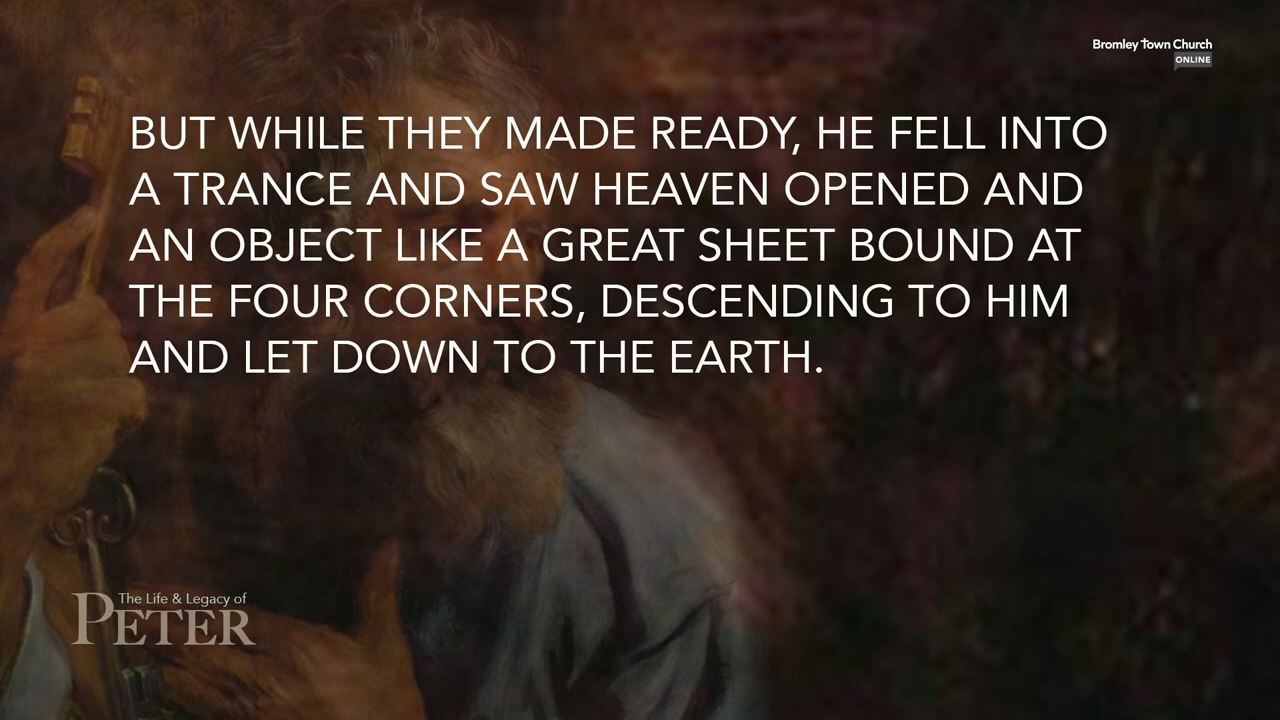 Bromley Town Church
ONLINE
BUT WHILE THEY MADE READY, HE FELL INTO
A TRANCE AND SAW HEAVEN OPENED AND
AN OBJECT LIKE A GREAT SHEET BOUND AT
THE FOUR CORNERS, DESCENDING TO HIM
AND LET DOWN TO THE EARTH.
The Life & Legacy of
PETER